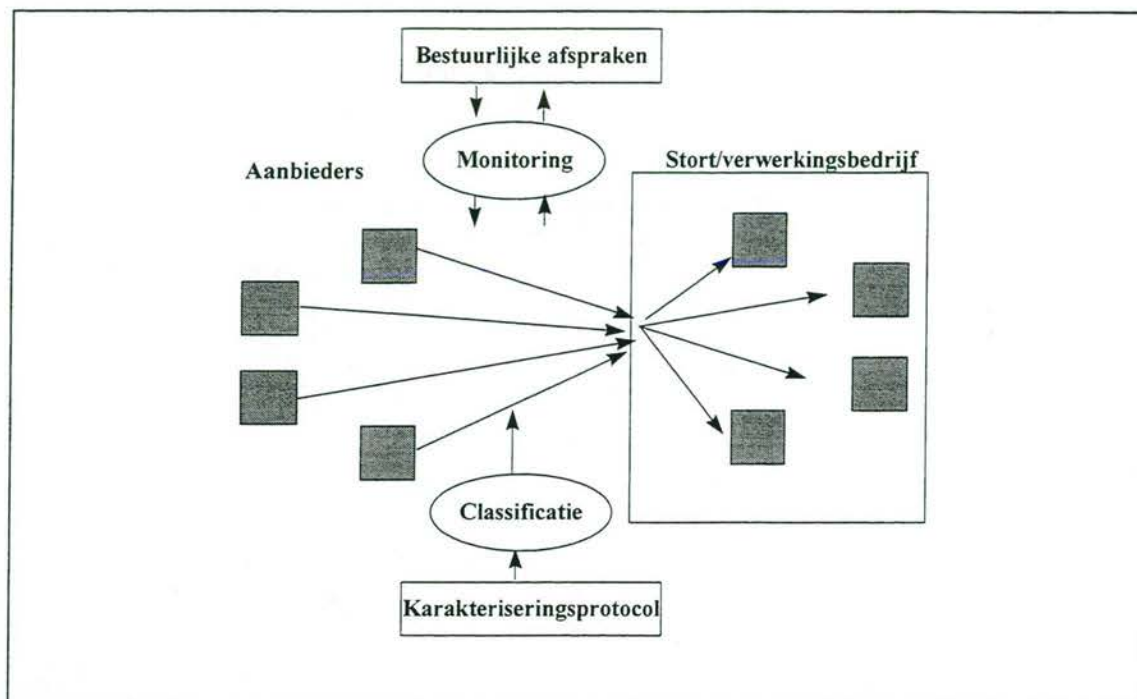 Bestuurlijke afspraken
Monitoring
Aanbieders
Stort/verwerkingsbedrijf
Classificatie
Karakteriseringsprotocol